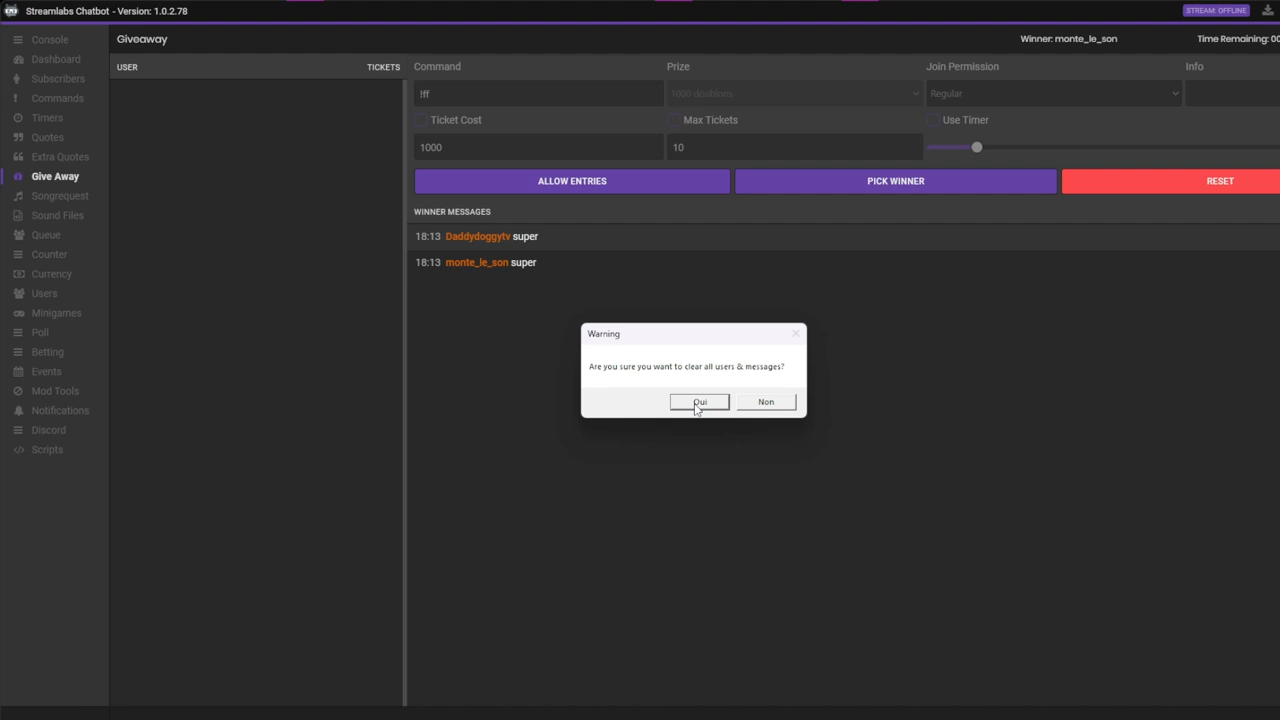 Streamlabs Chatbot - Version: 1.0.2.78
STREAM: OFFLINE
Console
Dashboard
Subscribers
Commands
Timers
Quotes
Extra Quotes
Give Away
Songrequest
Sound Files
Queue
Counter
Currency
Users
Minigames
Poll
Betting
Events
Mod Tools
Notifications
Discord
Scripts
Giveaway
Winner: monte_le_son
Time Remaining: 00
USER TICKETS
Command Prize Join Permission Info
!ff 1000 doublons Regular
Ticket Cost Max Tickets Use Timer
1000 10
ALLOW ENTRIES PICK WINNER RESET
WINNER MESSAGES
18:13 Daddydoggytv super
18:13 monte_le_son super
Warning
Are you sure you want to clear all users & messages?
Oui Non